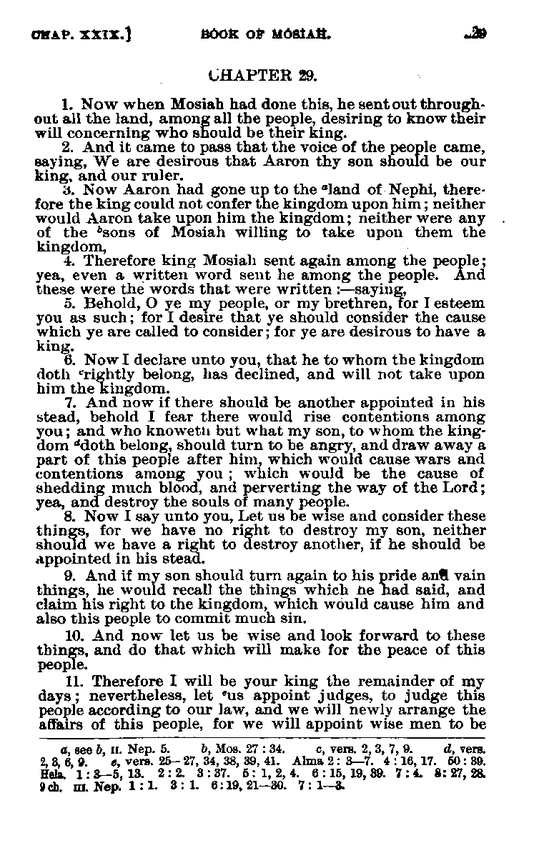 CHAP. XXIX.] BOOK OF MOSIAH.
CHAPTER 29.
1. Now when Mosiah had done this, he sent out through-
out all the land, among all the people, desiring to know their
will concerning who should be their king.
2. And it came to pass that the voice of the people came,
saying, We are desirous that Aaron thy son should be our
king, and our ruler.
3. Now Aaron had gone up to the ᵃland of Nephi, there-
fore the king could not confer the kingdom upon him; neither
would Aaron take upon him the kingdom; neither were any
of the ᵇsons of Mosiah willing to take upon them the
kingdom,
4. Therefore king Mosiah sent again among the people;
yea, even a written word sent he among the people. And
these were the words that were written :—saying,
5. Behold, O ye my people, or my brethren, for I esteem
you as such; for I desire that ye should consider the cause
which ye are called to consider; for ye are desirous to have a
king.
6. Now I declare unto you, that he to whom the kingdom
doth ᶜrightly belong, has declined, and will not take upon
him the kingdom.
7. And now if there should be another appointed in his
stead, behold I fear there would rise contentions among
you; and who knoweth but what my son, to whom the king-
dom ᵈdoth belong, should turn to be angry, and draw away a
part of this people after him, which would cause wars and
contentions among you; which would be the cause of
shedding much blood, and perverting the way of the Lord;
yea, and destroy the souls of many people.
8. Now I say unto you, Let us be wise and consider these
things, for we have no right to destroy my son, neither
should we have a right to destroy another, if he should be
appointed in his stead.
9. And if my son should turn again to his pride and vain
things, he would recall the things which he had said, and
claim his right to the kingdom, which would cause him and
also this people to commit much sin.
10. And now let us be wise and look forward to these
things, and do that which will make for the peace of this
people.
11. Therefore I will be your king the remainder of my
days; nevertheless, let ᵉus appoint judges, to judge this
people according to our law, and we will newly arrange the
affairs of this people, for we will appoint wise men to be
a, see b, II. Nep. 5. b, Mos. 27 : 34. c, vers. 2, 3, 7, 9. d, vers.
2, 3, 6, 9. e, vers. 25—27, 34, 38, 39, 41. Alma 2 : 3—7. 4 : 16, 17. 50 : 39.
Hela. 1 : 3—5, 13. 2 : 2. 3 : 37. 5 : 1, 2, 4. 6 : 15, 19, 39. 7 : 4. 8 : 27, 28.
9 ch. III. Nep. 1 : 1. 3 : 1. 6 : 19, 21—30. 7 : 1—3.